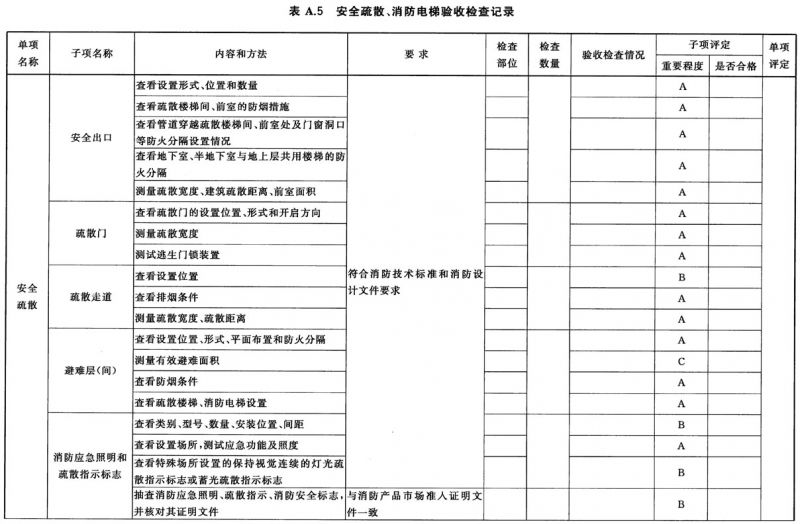 表 A.5 安全疏散、消防电梯验收检查记录
单项名称 子项名称 内容和方法 要求 检查部位 检查数量 验收检查情况 子项评定 单项评定
重要程度 是否合格
安全疏散
安全出口
查看设置形式、位置和数量 A
查看疏散楼梯间、前室的防烟措施 A
查看管道穿越疏散楼梯间、前室处及门窗洞口
等防火分隔设置情况 A
查看地下室、半地下室与地上层共用楼梯的防
火分隔 A
测量疏散宽度、建筑疏散距离、前室面积 A
疏散门
查看疏散门的设置位置、形式和开启方向 A
测量疏散宽度 A
测试逃生门锁装置 A
符合消防技术标准和消防设
计文件要求
疏散走道
查看设置位置 B
查看排烟条件 A
测量疏散宽度、疏散距离 A
避难层(间)
查看设置位置、形式、平面布置和防火分隔 A
测量有效避难面积 C
查看防烟条件 A
查看疏散楼梯、消防电梯设置 A
消防应急照明和
疏散指示标志
查看类别、型号、数量、安装位置、间距 B
查看设置场所,测试应急功能及照度 A
查看特殊场所设置的保持视觉连续的灯光疏
散指示标志或蓄光疏散指示标志 B
抽查消防应急照明、疏散指示、消防安全标志,
并核对其证明文件
与消防产品市场准人证明文
件一致
B